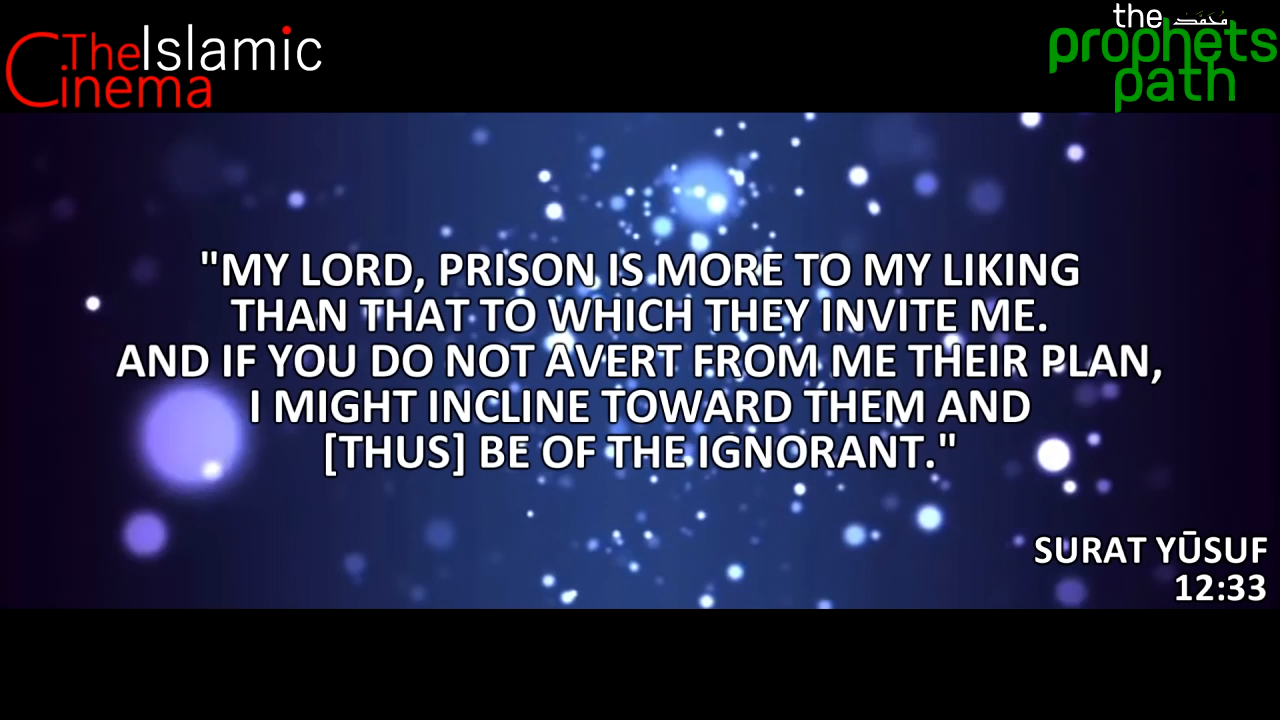 The Islamic
Cinema
the محمد
prophets
path
"MY LORD, PRISON IS MORE TO MY LIKING
THAN THAT TO WHICH THEY INVITE ME.
AND IF YOU DO NOT AVERT FROM ME THEIR PLAN,
I MIGHT INCLINE TOWARD THEM AND
[THUS] BE OF THE IGNORANT."
SURAT YŪSUF
12:33